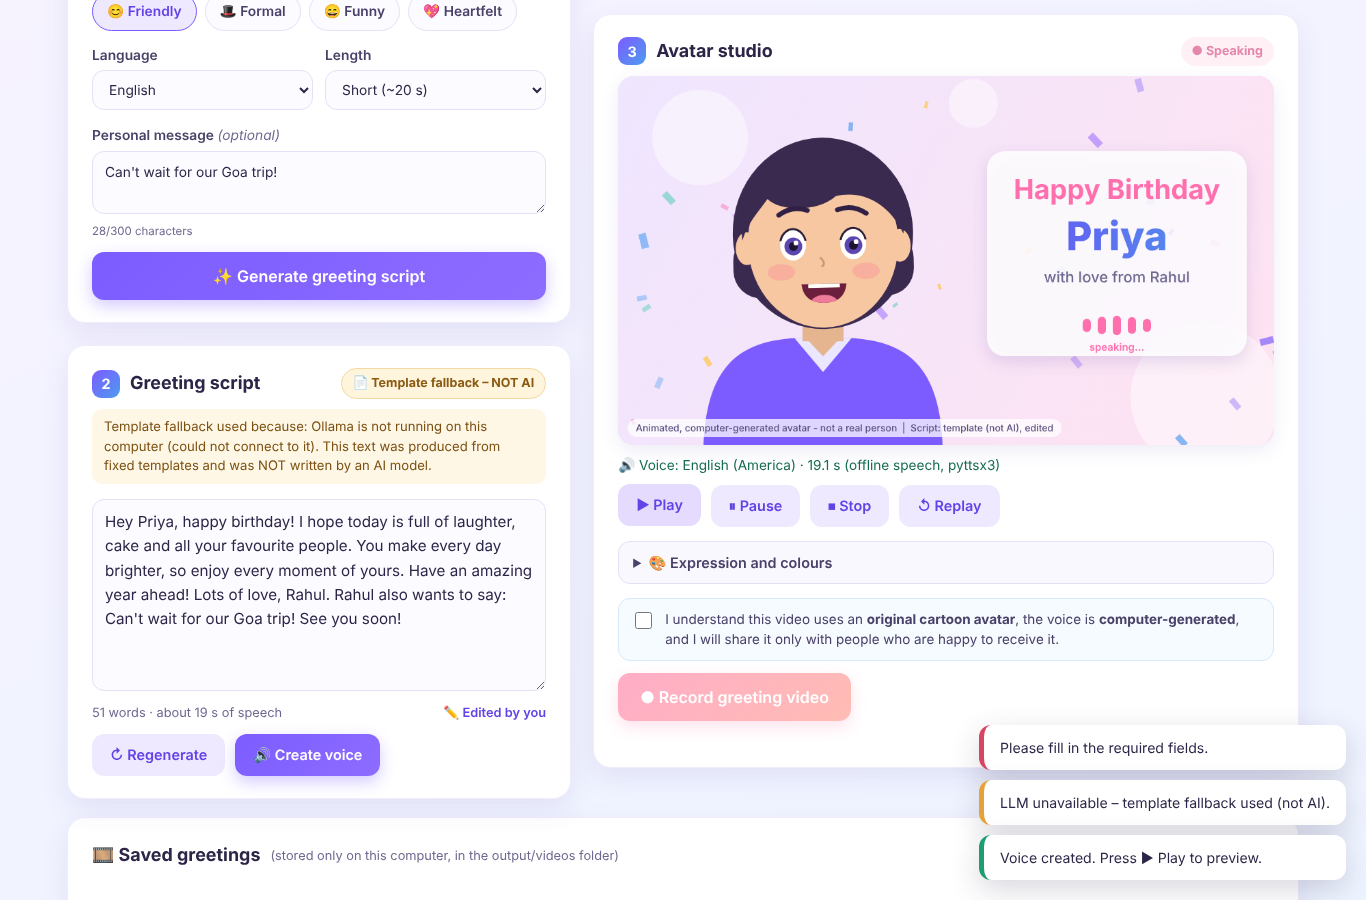 😊 Friendly
🎩 Formal
😄 Funny
💖 Heartfelt
Language
Length
English
Short (~20 s)
Personal message (optional)
Can't wait for our Goa trip!
28/300 characters
✨ Generate greeting script
2 Greeting script
📄 Template fallback – NOT AI
Template fallback used because: Ollama is not running on this
computer (could not connect to it). This text was produced from
fixed templates and was NOT written by an AI model.
Hey Priya, happy birthday! I hope today is full of laughter,
cake and all your favourite people. You make every day
brighter, so enjoy every moment of yours. Have an amazing
year ahead! Lots of love, Rahul. Rahul also wants to say:
Can't wait for our Goa trip! See you soon!
51 words · about 19 s of speech
✏️ Edited by you
↻ Regenerate
🔊 Create voice
3 Avatar studio
● Speaking
Happy Birthday
Priya
with love from Rahul
speaking...
Animated, computer-generated avatar - not a real person | Script: template (not AI), edited
🔊 Voice: English (America) · 19.1 s (offline speech, pyttsx3)
▶ Play
⏸ Pause
■ Stop
↺ Replay
▶ 🎨 Expression and colours
I understand this video uses an original cartoon avatar, the voice is computer-generated,
and I will share it only with people who are happy to receive it.
● Record greeting video
Please fill in the required fields.
LLM unavailable – template fallback used (not AI).
Voice created. Press ▶ Play to preview.
🎞️ Saved greetings (stored only on this computer, in the output/videos folder)